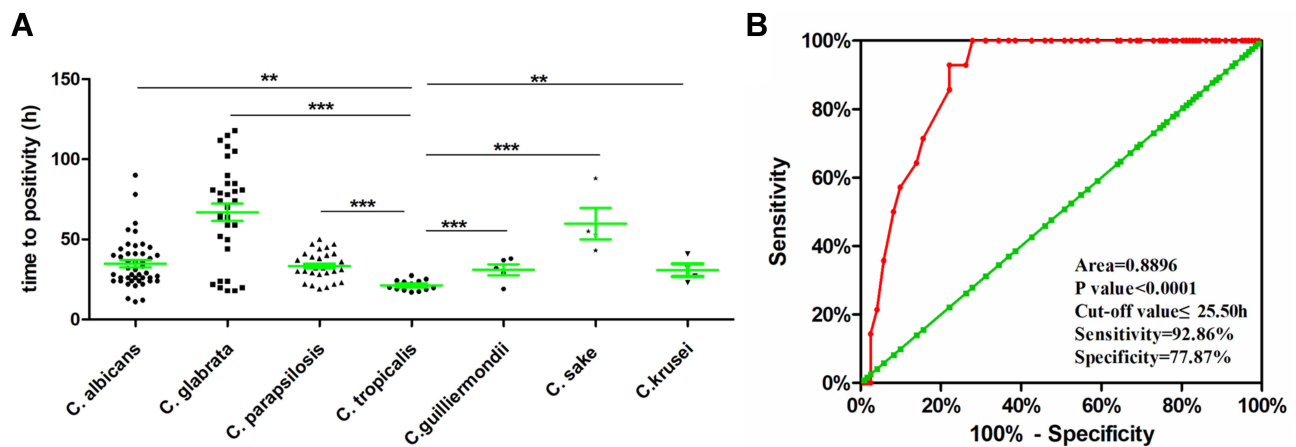 A
B
time to positivity (h)
150
100
50
0
**
**
***
***
***
***
C. albicans
C. glabrata
C. parapsilosis
C. tropicalis
C.guilliermondii
C. sake
C.krusei
Sensitivity
100%
80%
60%
40%
20%
0%
Area=0.8896
P value<0.0001
Cut-off value≤ 25.50h
Sensitivity=92.86%
Specificity=77.87%
0% 20% 40% 60% 80% 100%
100% - Specificity